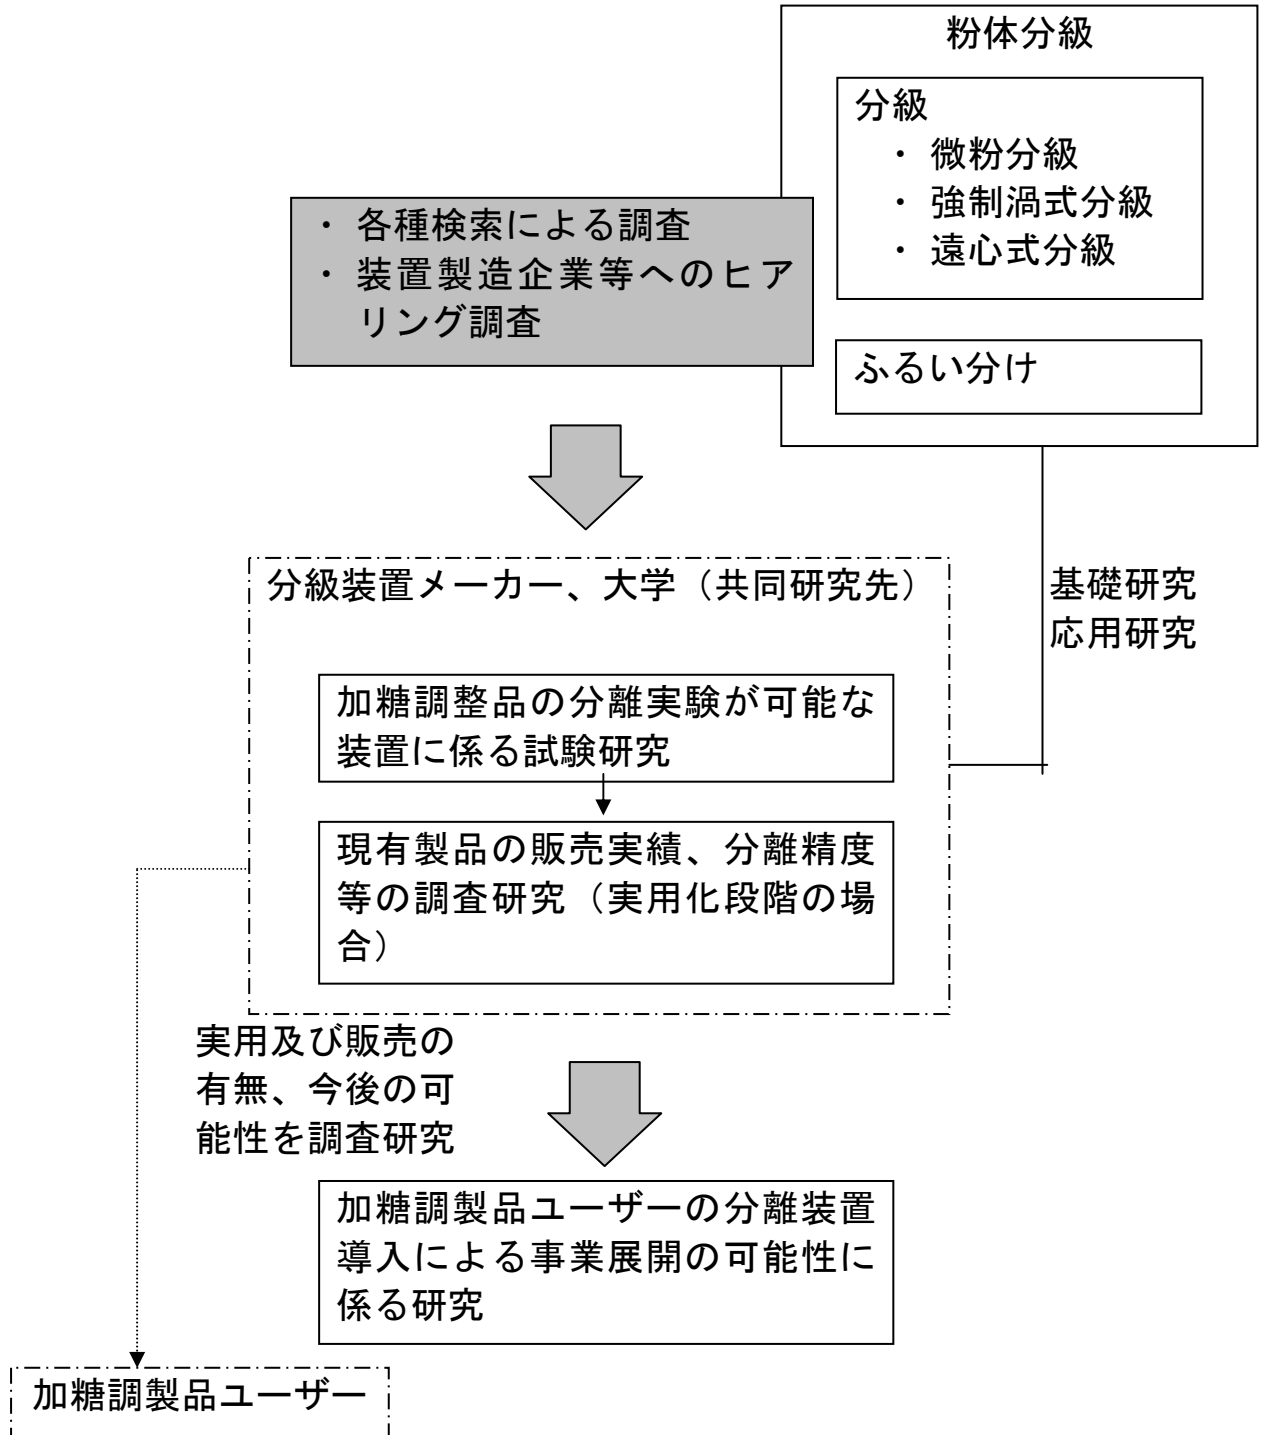 粉体分級
分級
・ 微粉分級
・ 強制渦式分級
・ 遠心式分級
ふるい分け
・ 各種検索による調査
・ 装置製造企業等へのヒア
リング調査
分級装置メーカー、大学（共同研究先）
基礎研究
応用研究
加糖調整品の分離実験が可能な
装置に係る試験研究
現有製品の販売実績、分離精度
等の調査研究（実用化段階の場
合）
実用及び販売の
有無、今後の可
能性を調査研究
加糖調製品ユーザーの分離装置
導入による事業展開の可能性に
係る研究
加糖調製品ユーザー